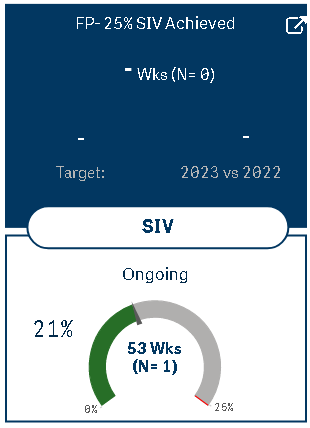 FP- 25% SIV Achieved
- Wks (N= 0)
- -
Target: 2023 vs 2022
SIV
Ongoing
21%
53 Wks
(N= 1)
0% 25%